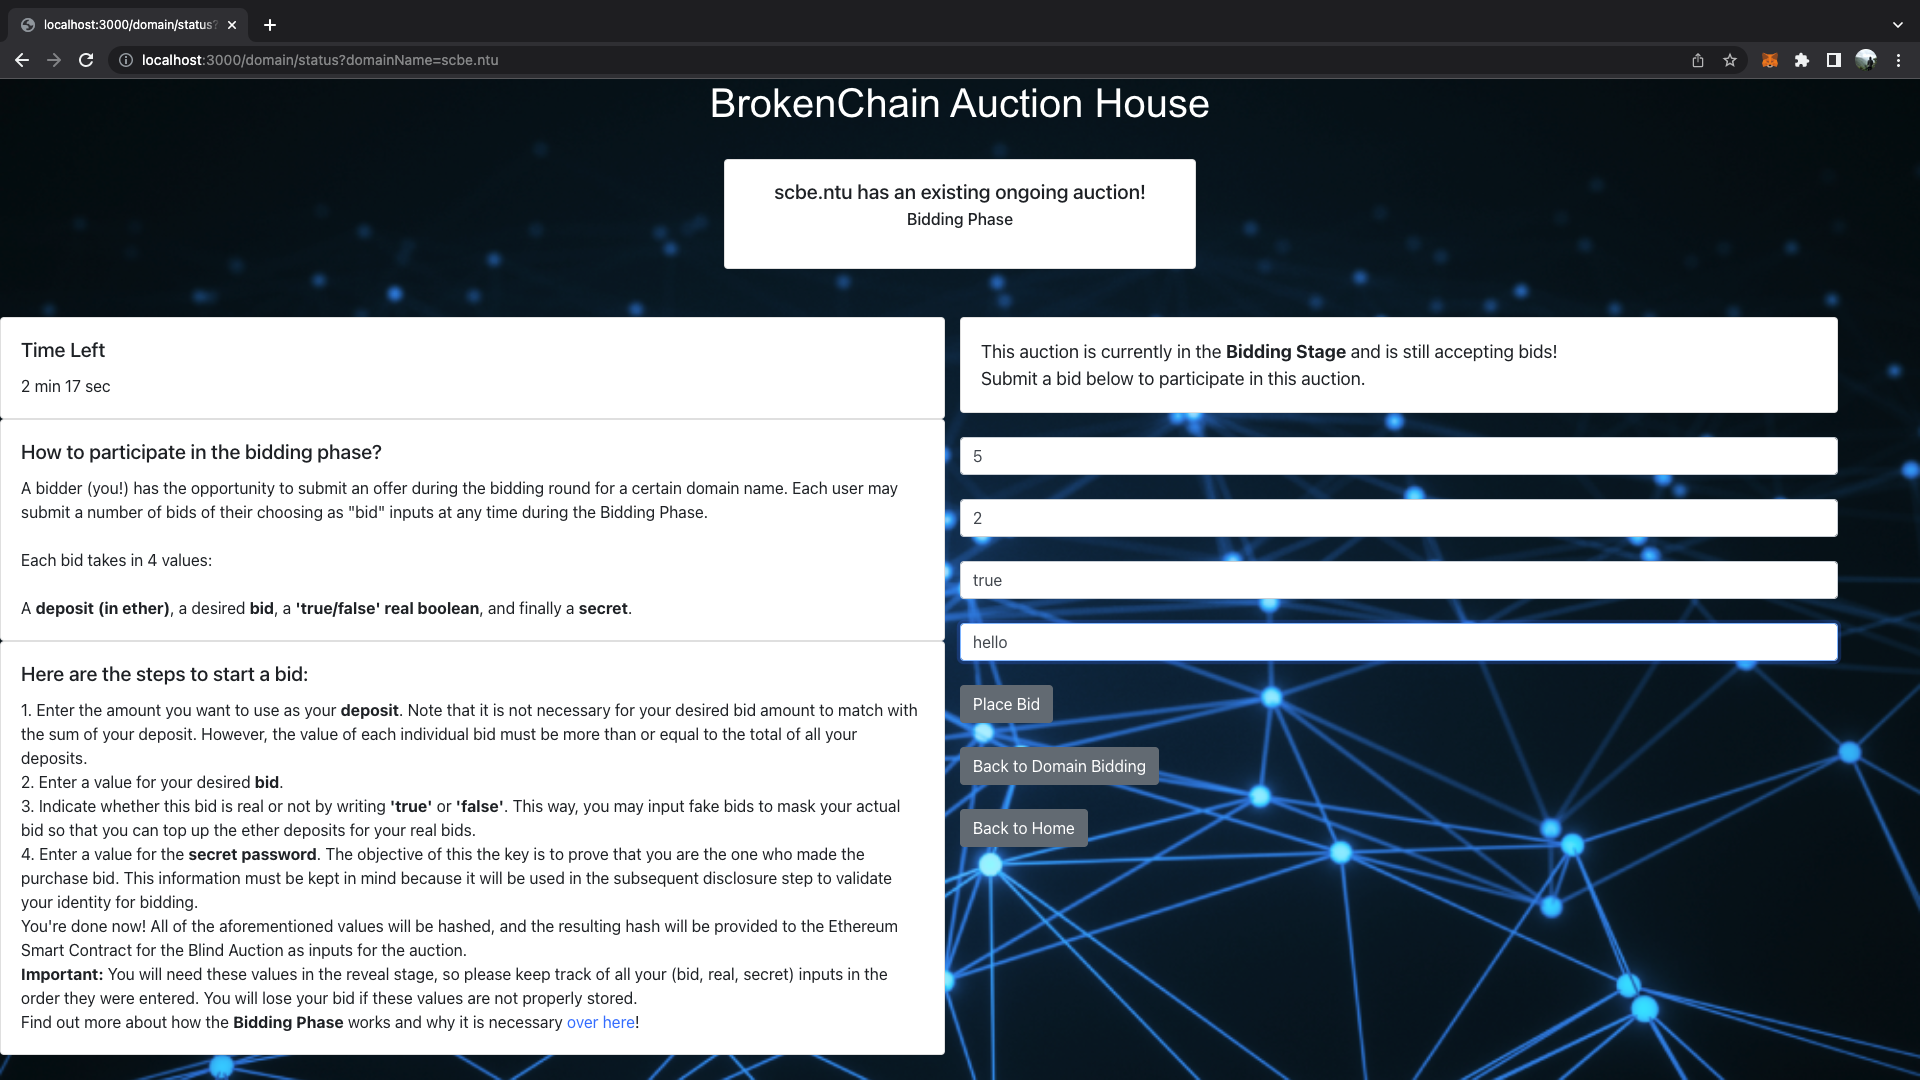 localhost:3000/domain/status?
localhost:3000/domain/status?domainName=scbe.ntu
BrokenChain Auction House
scbe.ntu has an existing ongoing auction!
Bidding Phase
Time Left
2 min 17 sec
How to participate in the bidding phase?
A bidder (you!) has the opportunity to submit an offer during the bidding round for a certain domain name. Each user may
submit a number of bids of their choosing as "bid" inputs at any time during the Bidding Phase.
Each bid takes in 4 values:
A deposit (in ether), a desired bid, a 'true/false' real boolean, and finally a secret.
Here are the steps to start a bid:
1. Enter the amount you want to use as your deposit. Note that it is not necessary for your desired bid amount to match with
the sum of your deposit. However, the value of each individual bid must be more than or equal to the total of all your
deposits.
2. Enter a value for your desired bid.
3. Indicate whether this bid is real or not by writing 'true' or 'false'. This way, you may input fake bids to mask your actual
bid so that you can top up the ether deposits for your real bids.
4. Enter a value for the secret password. The objective of this the key is to prove that you are the one who made the
purchase bid. This information must be kept in mind because it will be used in the subsequent disclosure step to validate
your identity for bidding.
You're done now! All of the aforementioned values will be hashed, and the resulting hash will be provided to the Ethereum
Smart Contract for the Blind Auction as inputs for the auction.
Important: You will need these values in the reveal stage, so please keep track of all your (bid, real, secret) inputs in the
order they were entered. You will lose your bid if these values are not properly stored.
Find out more about how the Bidding Phase works and why it is necessary over here!
This auction is currently in the Bidding Stage and is still accepting bids!
Submit a bid below to participate in this auction.
5
2
true
hello
Place Bid
Back to Domain Bidding
Back to Home